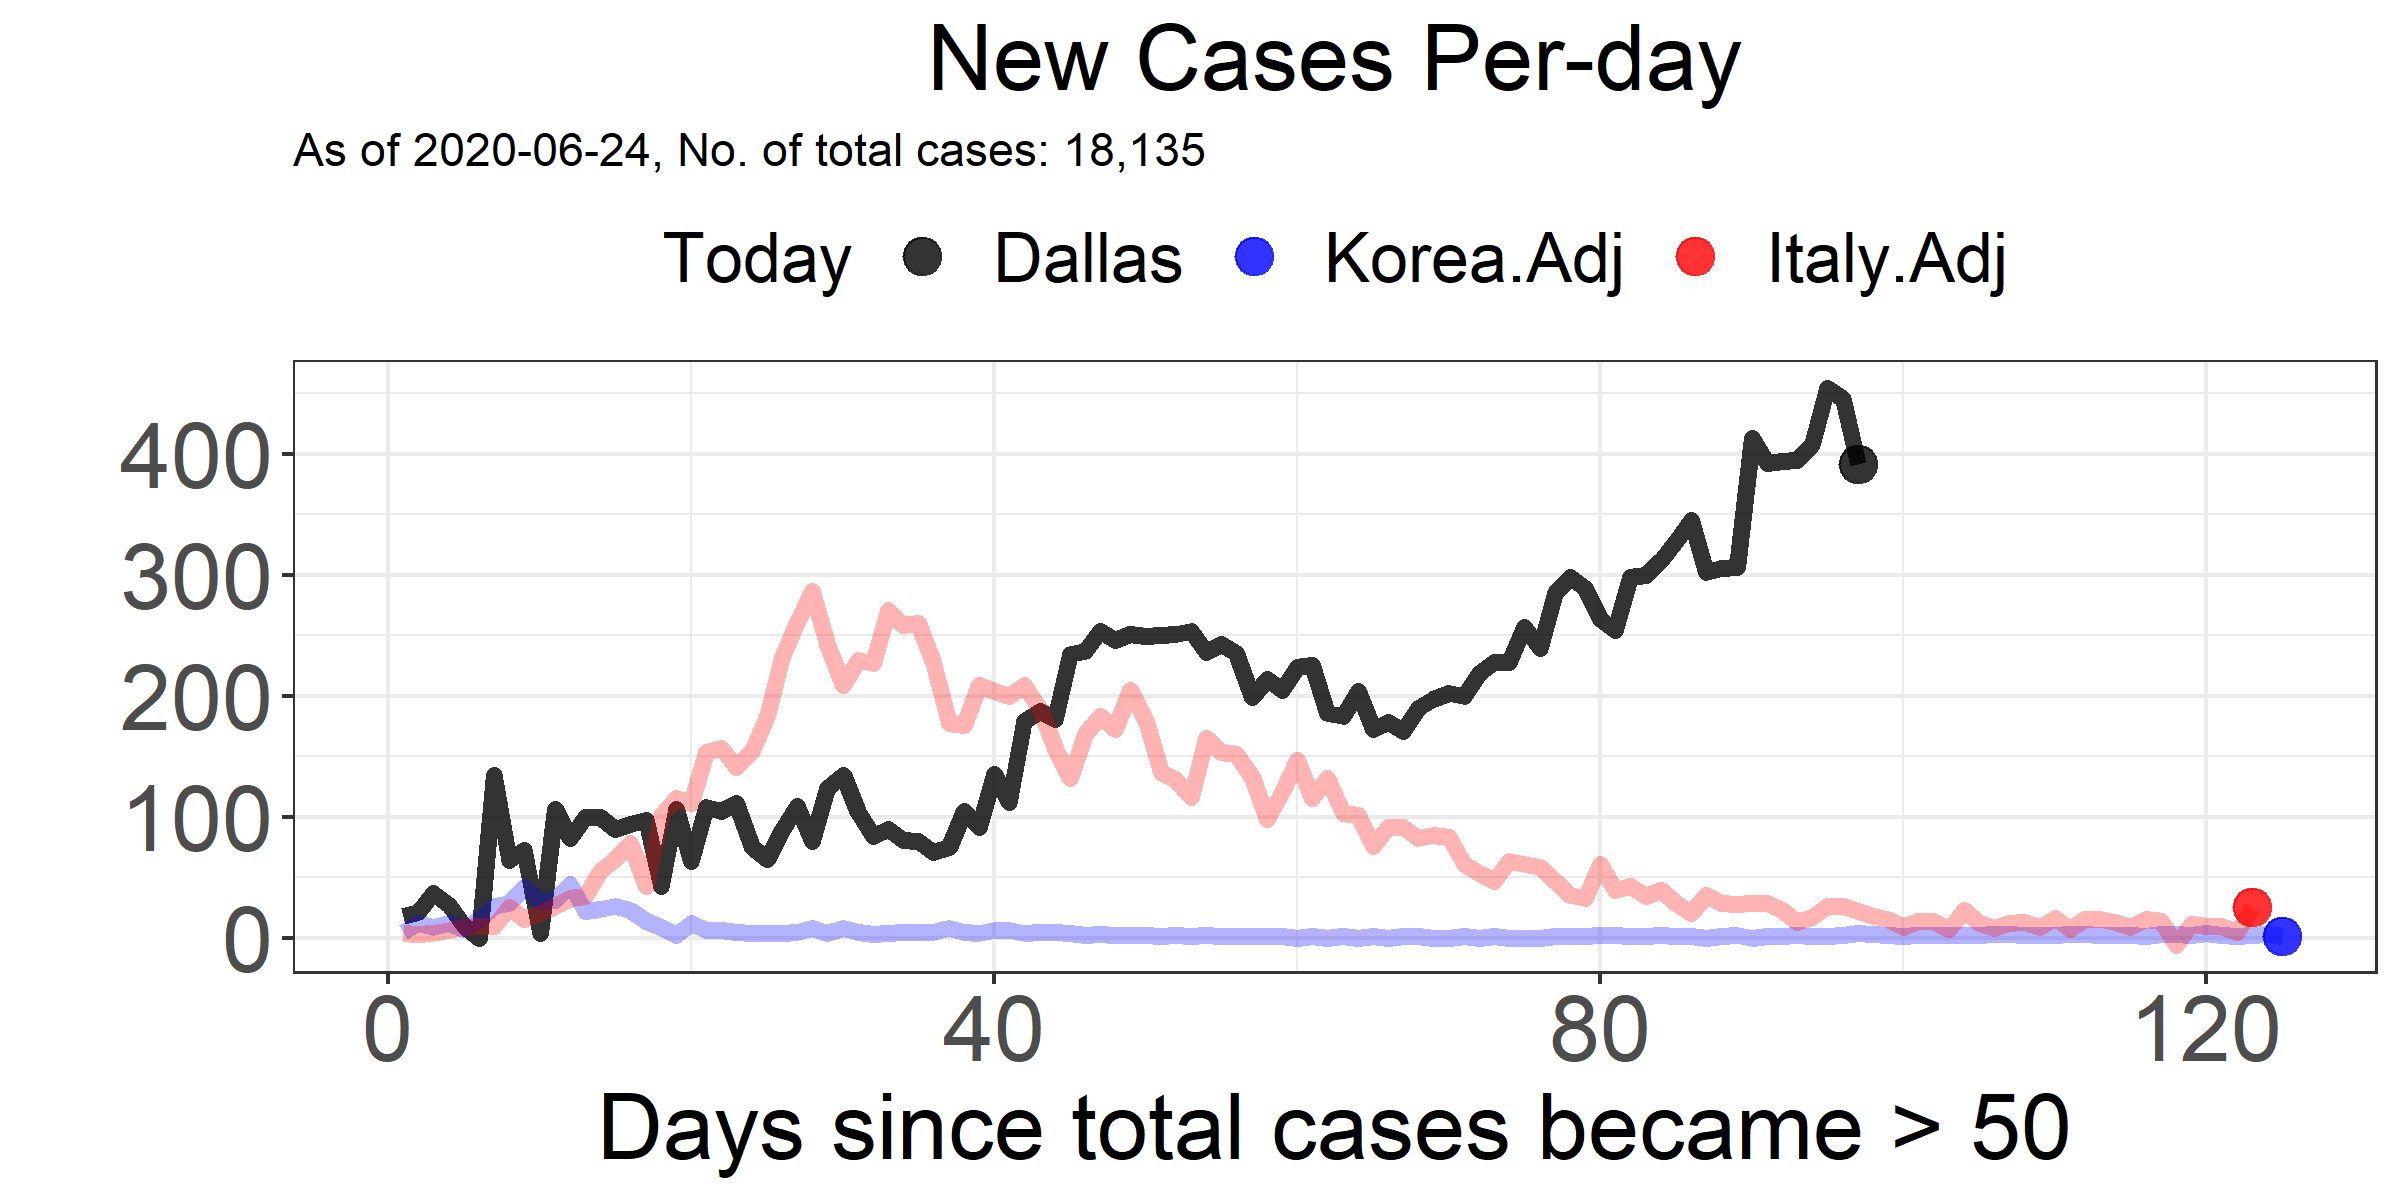 New Cases Per-day
As of 2020-06-24, No. of total cases: 18,135
Today Dallas Korea.Adj Italy.Adj
400
300
200
100
0
0 40 80 120
Days since total cases became > 50